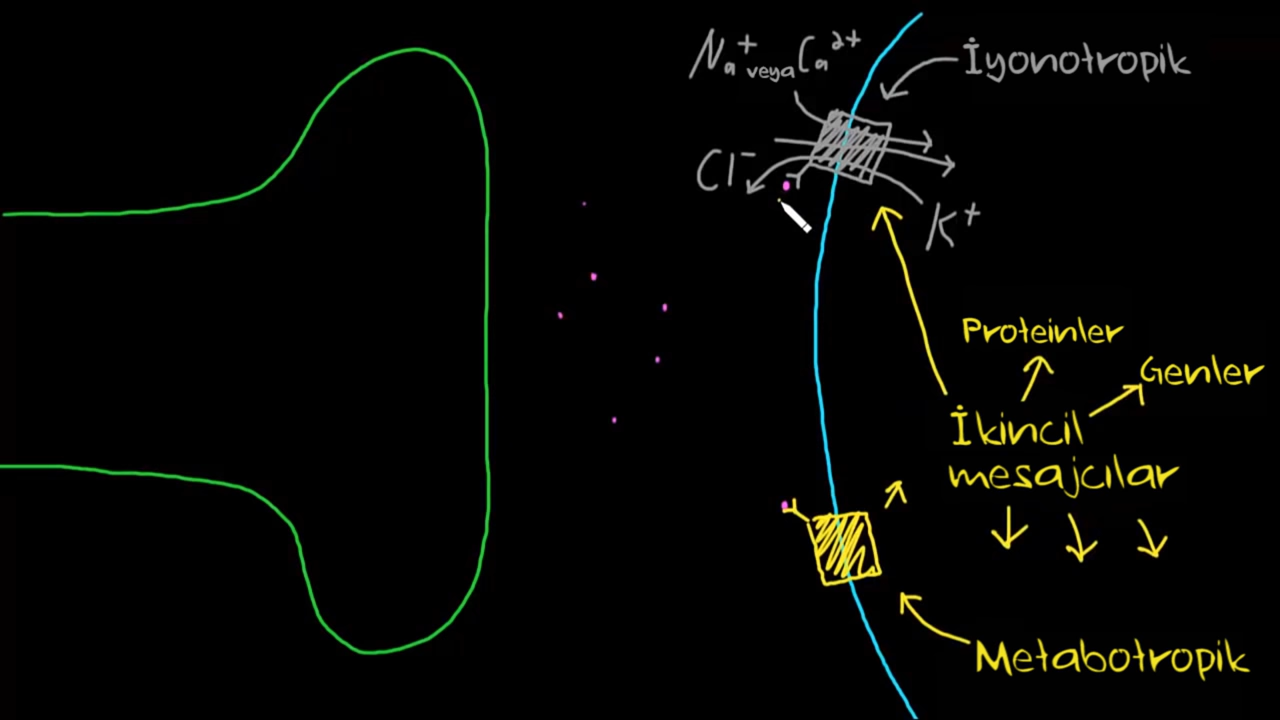 Na⁺ veya Ca²⁺
İyonotropik
Cl⁻
K⁺
Proteinler
Genler
İkincil
mesajcılar
Metabotropik